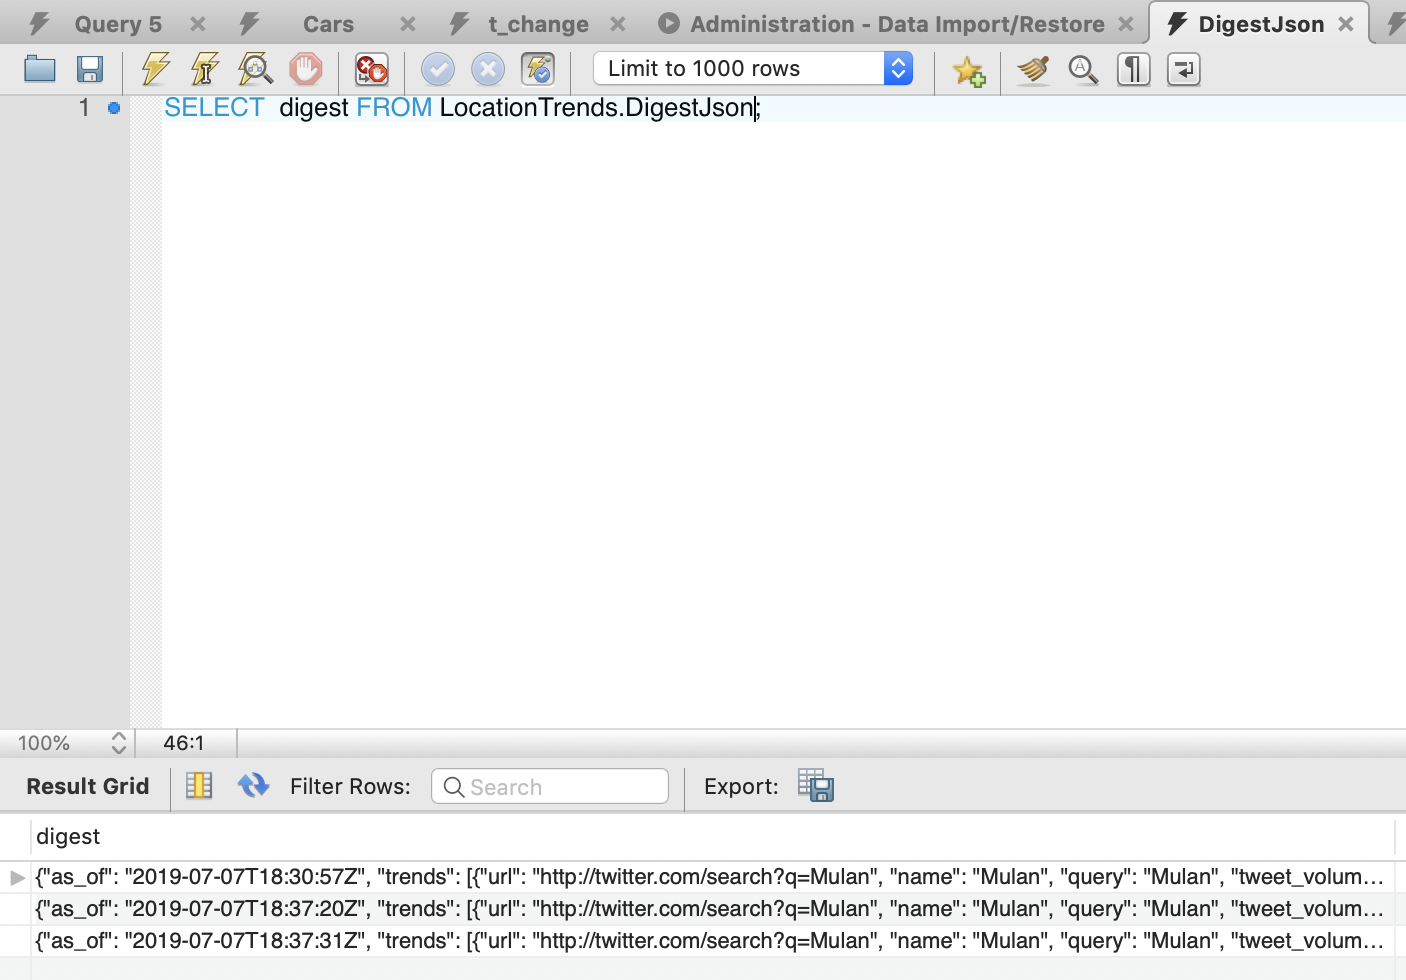 Query 5 Cars t_change Administration - Data Import/Restore DigestJson
Limit to 1000 rows
1 SELECT digest FROM LocationTrends.DigestJson;
100% 46:1
Result Grid Filter Rows: Search Export:
digest
{"as_of": "2019-07-07T18:30:57Z", "trends": [{"url": "http://twitter.com/search?q=Mulan", "name": "Mulan", "query": "Mulan", "tweet_volum...
{"as_of": "2019-07-07T18:37:20Z", "trends": [{"url": "http://twitter.com/search?q=Mulan", "name": "Mulan", "query": "Mulan", "tweet_volum...
{"as_of": "2019-07-07T18:37:31Z", "trends": [{"url": "http://twitter.com/search?q=Mulan", "name": "Mulan", "query": "Mulan", "tweet_volum...